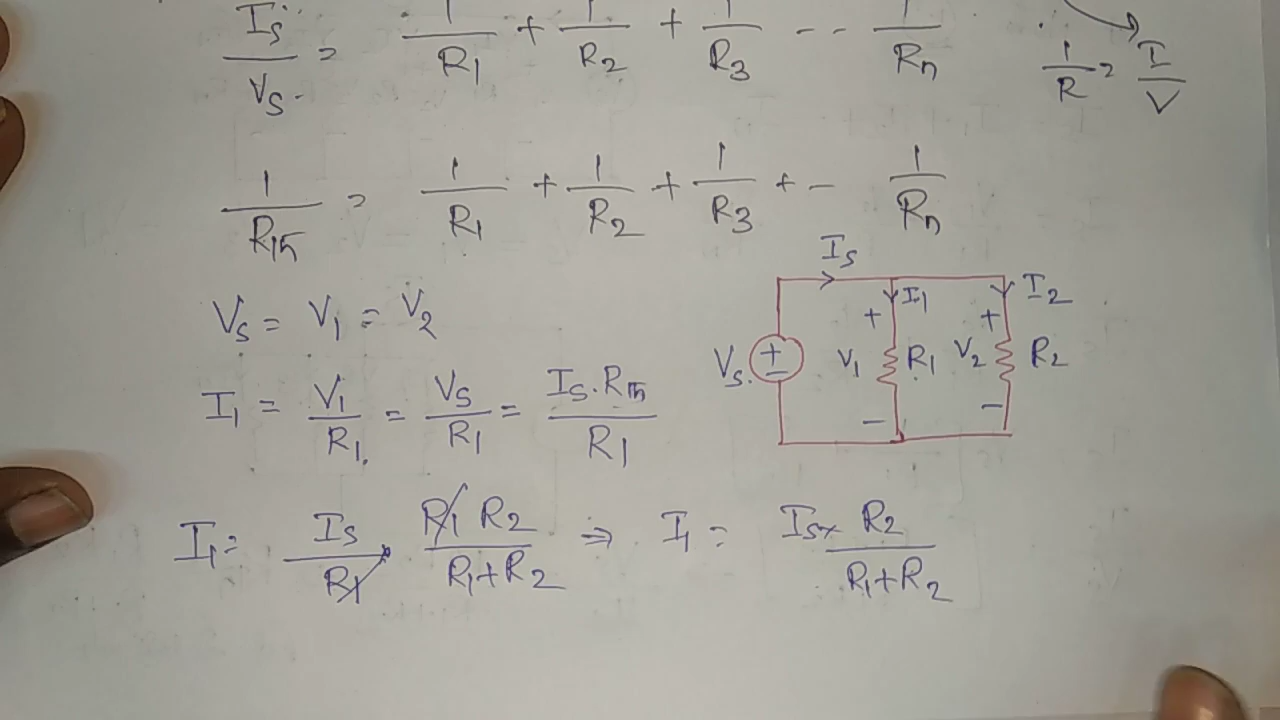 Is/Vs = 1/R1 + 1/R2 + 1/R3 -- 1/Rn
1/R = I/V
1/R1n = 1/R1 + 1/R2 + 1/R3 + - 1/Rn
Vs = V1 = V2
I1 = V1/R1 = Vs/R1 = Is.R1n/R1
I1 = Is/R1 . R1 R2/R1+R2 ⇒ I1 = Is x R2/R1+R2
Is
I1 I2
+ +
Vs + - V1 R1 V2 R2
- -